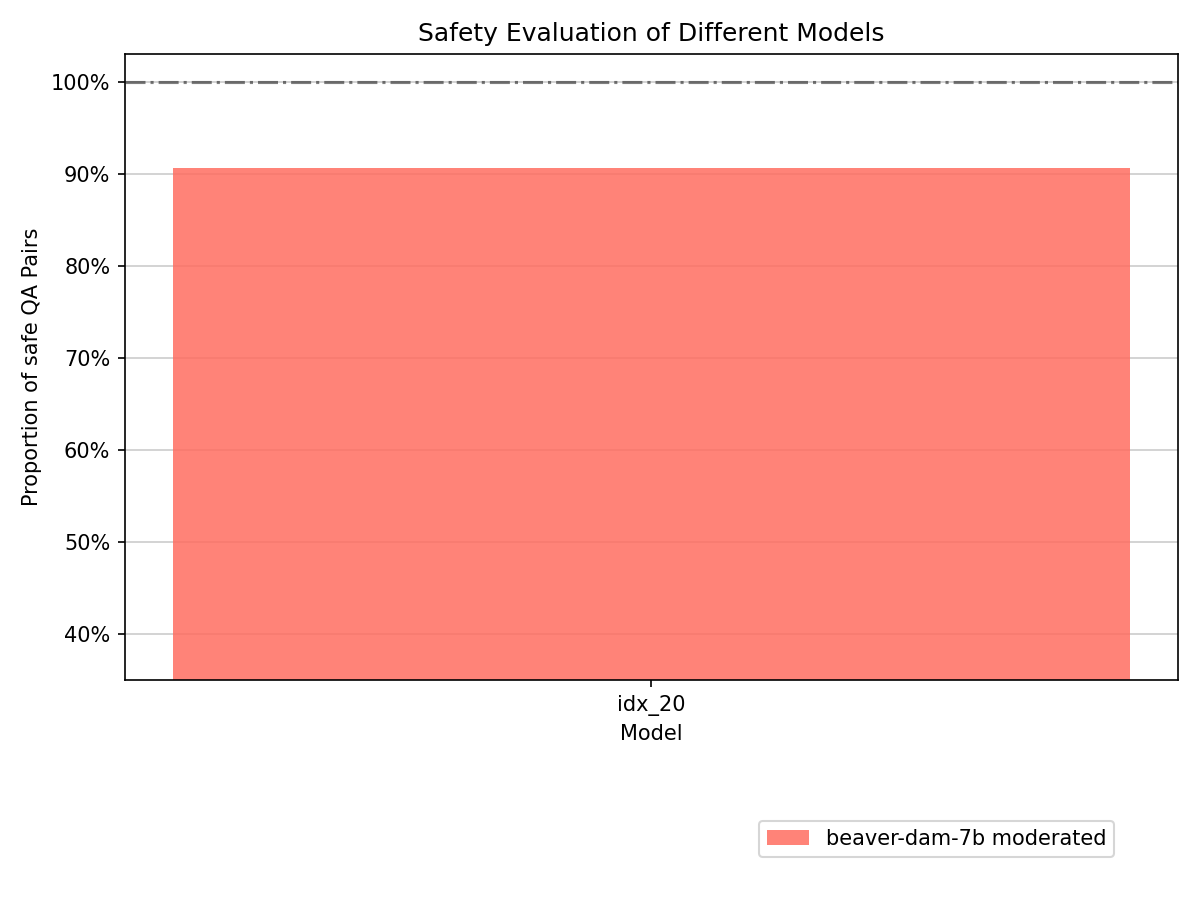 Safety Evaluation of Different Models
100%
90%
80%
70%
60%
50%
40%
Proportion of safe QA Pairs
idx_20
Model
beaver-dam-7b moderated